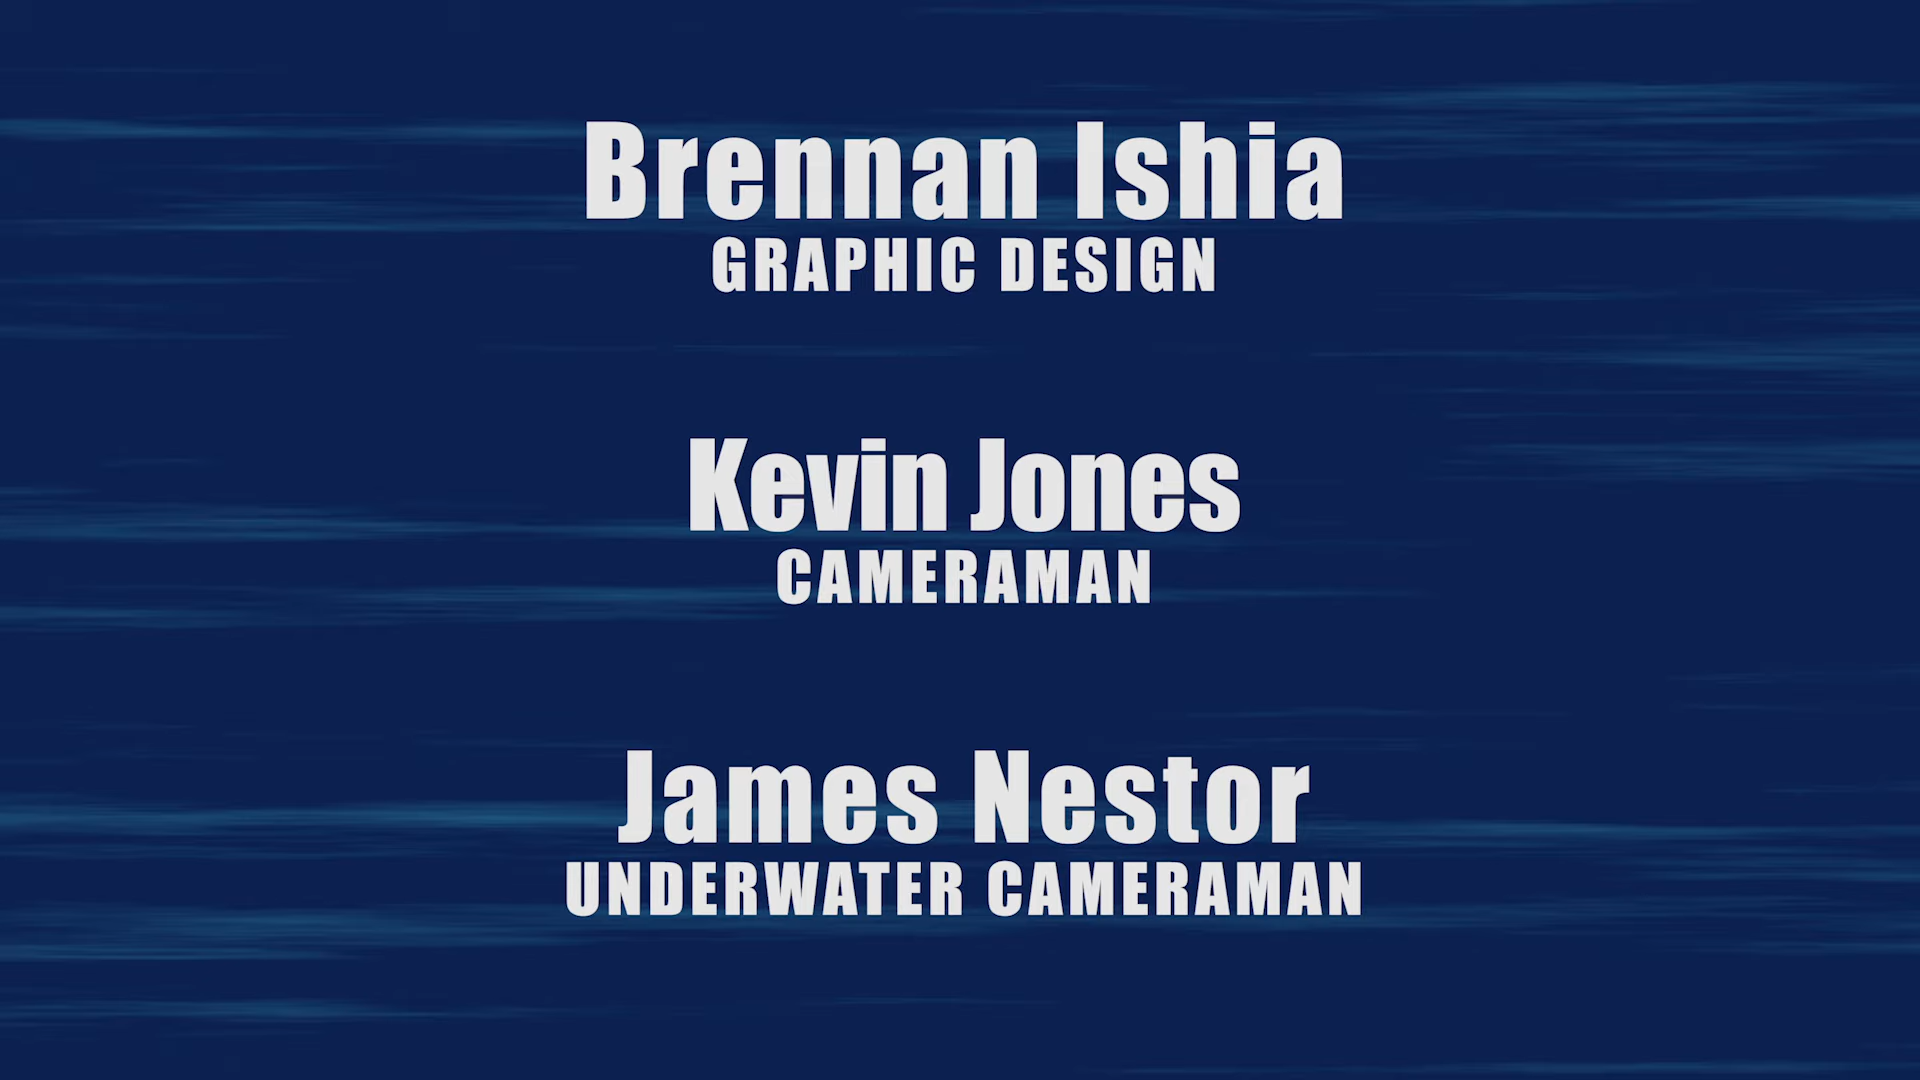 Brennan Ishia
GRAPHIC DESIGN
Kevin Jones
CAMERAMAN
James Nestor
UNDERWATER CAMERAMAN